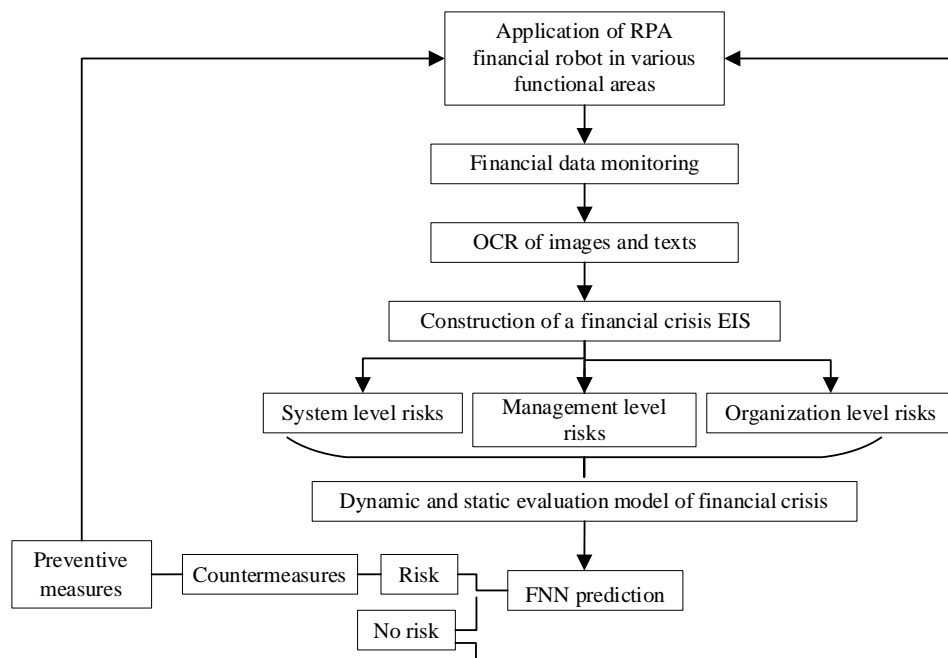 Application of RPA
financial robot in various
functional areas
Financial data monitoring
OCR of images and texts
Construction of a financial crisis EIS
System level risks
Management level
risks
Organization level risks
Dynamic and static evaluation model of financial crisis
Preventive
measures
Countermeasures
Risk
FNN prediction
No risk